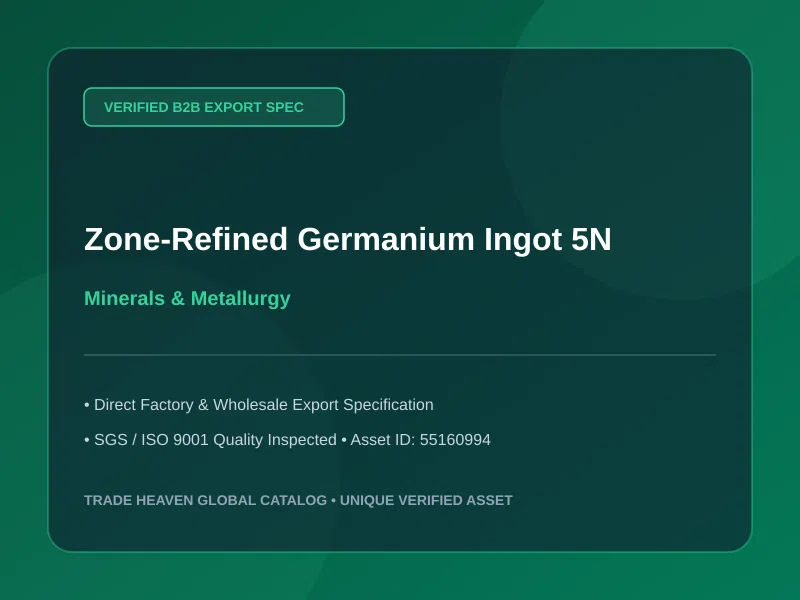 VERIFIED B2B EXPORT SPEC
Zone-Refined Germanium Ingot 5N
Minerals & Metallurgy
• Direct Factory & Wholesale Export Specification
• SGS / ISO 9001 Quality Inspected • Asset ID: 55160994
TRADE HEAVEN GLOBAL CATALOG • UNIQUE VERIFIED ASSET